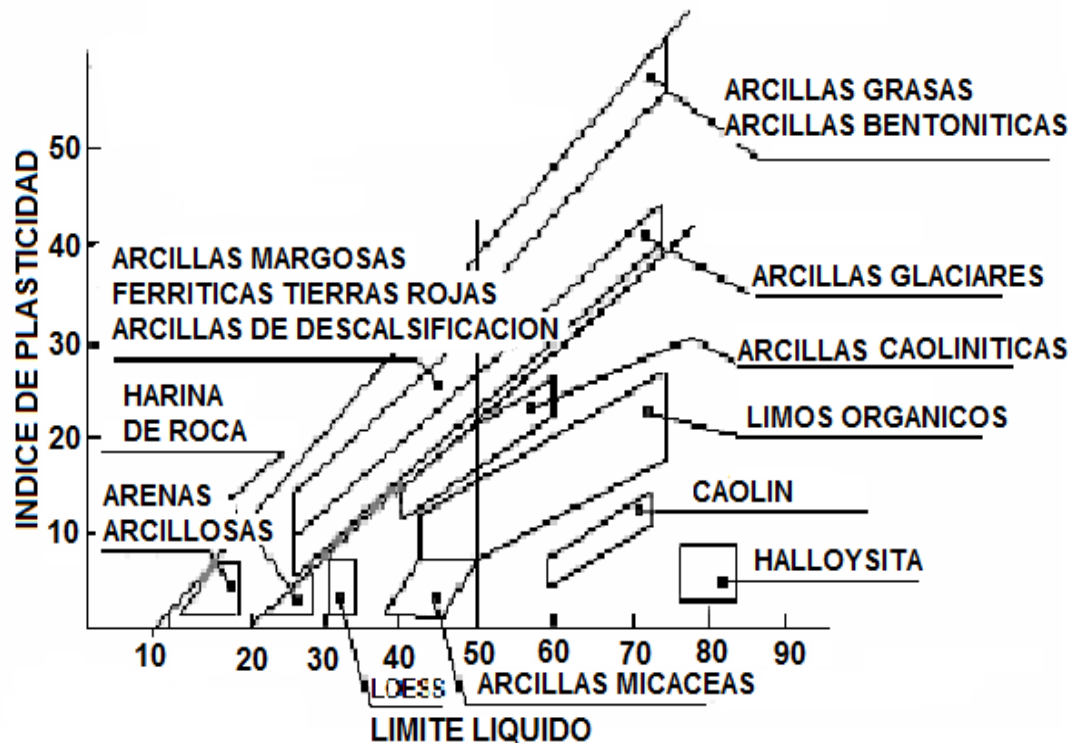 INDICE DE PLASTICIDAD
50
40
30
20
10
ARCILLAS GRASAS
ARCILLAS BENTONITICAS
ARCILLAS MARGOSAS
FERRITICAS TIERRAS ROJAS
ARCILLAS DE DESCALSIFICACION
ARCILLAS GLACIARES
ARCILLAS CAOLINITICAS
HARINA
DE ROCA
LIMOS ORGANICOS
ARENAS
ARCILLOSAS
CAOLIN
HALLOYSITA
10 20 30 40 50 60 70 80 90
LOESS
ARCILLAS MICACEAS
LIMITE LIQUIDO